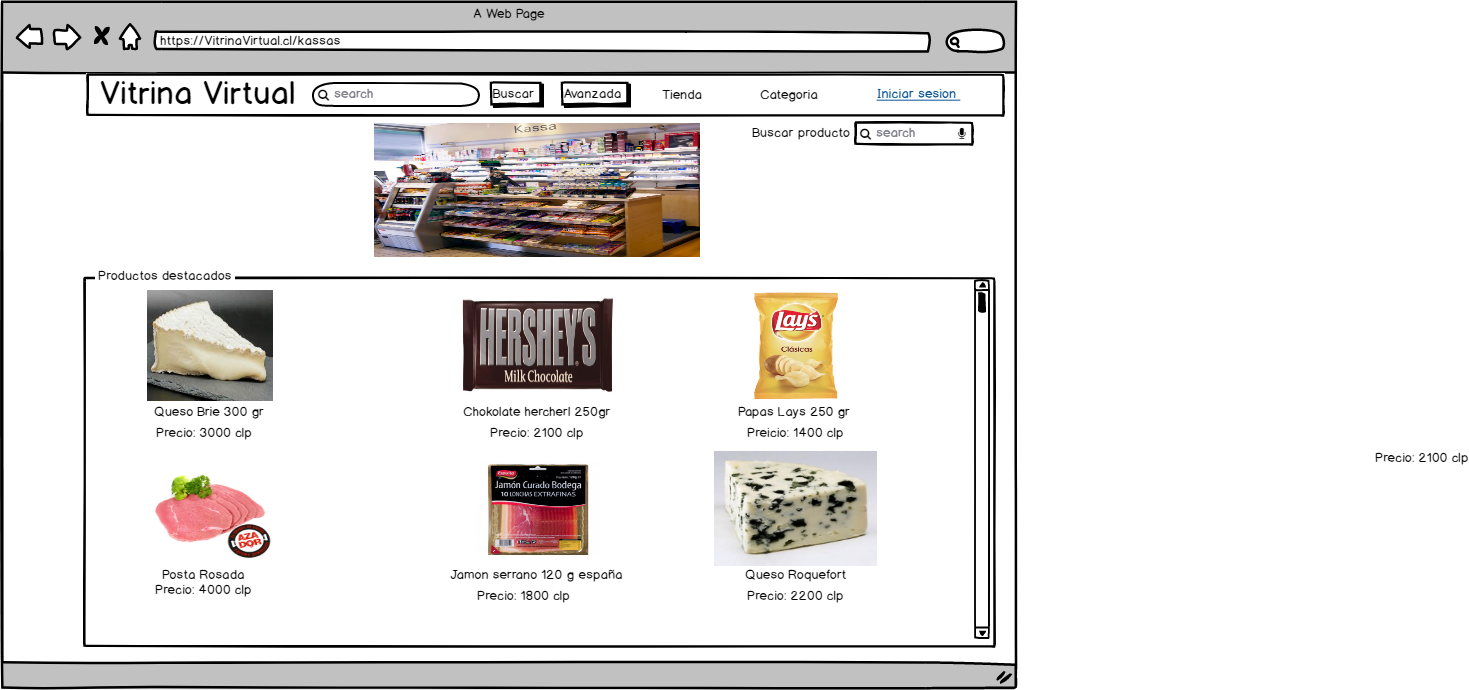 A Web Page
https://VitrinaVirtual.cl/kassas
Vitrina Virtual
search
Buscar
Avanzada
Tienda
Categoria
Iniciar sesion
Kassa
Buscar producto
search
Productos destacados
HERSHEY'S
Milk Chocolate
Lay's
Clásicas
Queso Brie 300 gr
Chokolate hercherl 250gr
Papas Lays 250 gr
Precio: 3000 clp
Precio: 2100 clp
Preicio: 1400 clp
Precio: 2100 clp
AZA
DOR
Jamón Curado Bodega
10 LONCHAS EXTRAFINAS
Posta Rosada
Jamon serrano 120 g españa
Queso Roquefort
Precio: 4000 clp
Precio: 1800 clp
Precio: 2200 clp